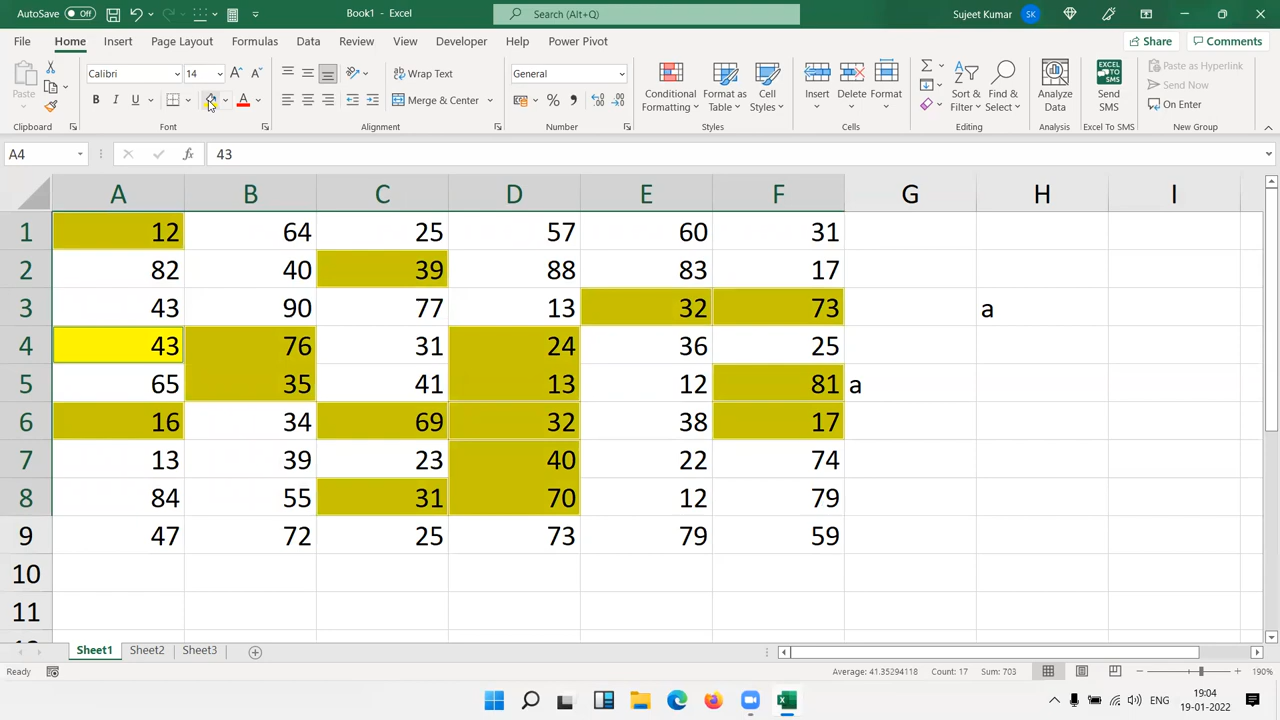 AutoSave Off Book1 - Excel Search (Alt+Q) Sujeet Kumar SK
File Home Insert Page Layout Formulas Data Review View Developer Help Power Pivot Share Comments
Paste Calibri 14 A A Wrap Text General Conditional Formatting Format as Table Cell Styles Insert Delete Format Sort & Filter Find & Select Analyze Data Send SMS Paste as Hyperlink
B I U A Merge & Center % Send Now
On Enter
Clipboard Font Alignment Number Styles Cells Editing Analysis Excel To SMS New Group
A4 fx 43
A B C D E F G H I
1 12 64 25 57 60 31
2 82 40 39 88 83 17
3 43 90 77 13 32 73 a
4 43 76 31 24 36 25
5 65 35 41 13 12 81 a
6 16 34 69 32 38 17
7 13 39 23 40 22 74
8 84 55 31 70 12 79
9 47 72 25 73 79 59
10
11
Sheet1 Sheet2 Sheet3
Ready Average: 41.35294118 Count: 17 Sum: 703 190%
ENG 19:04
19-01-2022